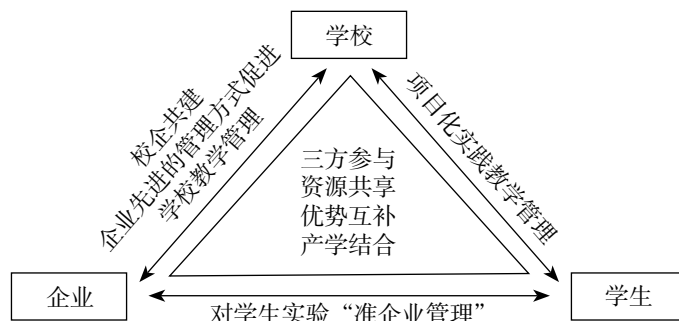 学校
校企共建
企业先进的管理方式促进
学校教学管理
项目化实践教学管理
三方参与
资源共享
优势互补
产学结合
企业
学生
对学生实验“准企业管理”